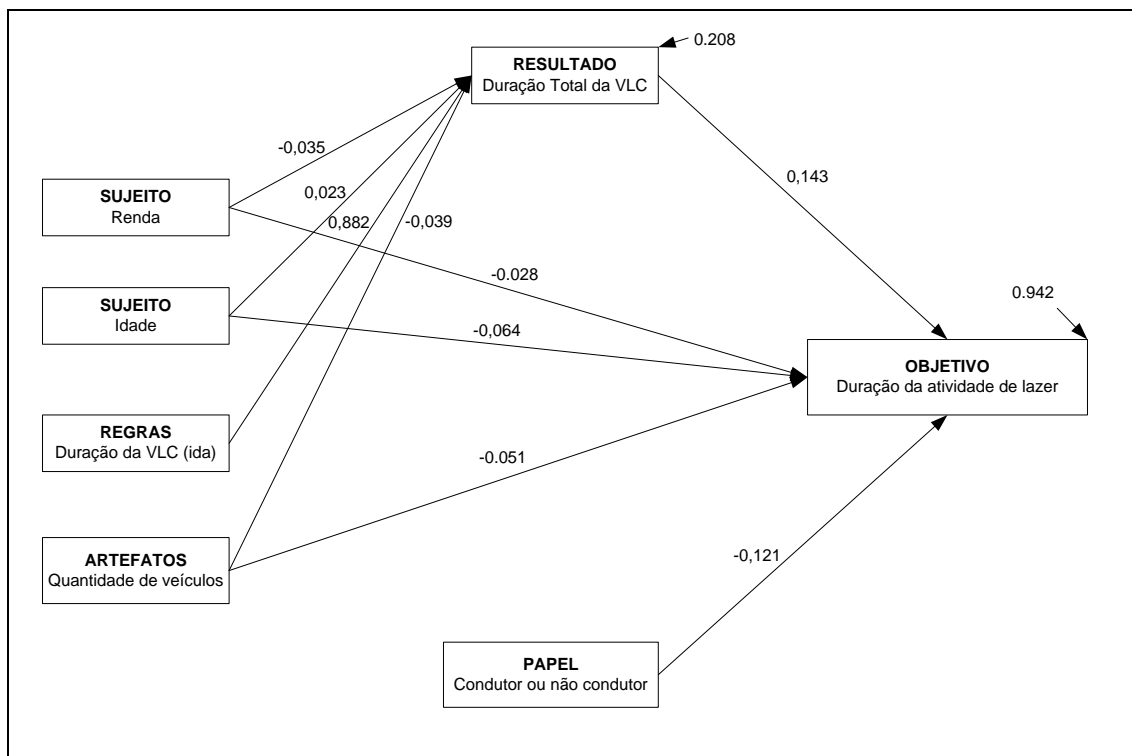 0.208
RESULTADO
Duração Total da VLC
-0,035
0,143
SUJEITO
Renda
0,023
0,882
-0,039
-0.028
SUJEITO
Idade
0.942
-0,064
OBJETIVO
Duração da atividade de lazer
REGRAS
Duração da VLC (ida)
-0.051
ARTEFATOS
Quantidade de veículos
-0,121
PAPEL
Condutor ou não condutor